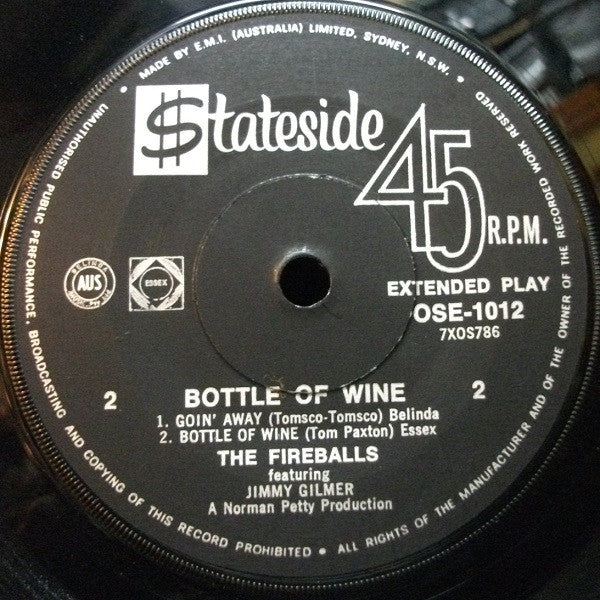 • MADE BY E.M.I. (AUSTRALIA) LIMITED, SYDNEY, N.S.W. •
UNAUTHORISED PUBLIC PERFORMANCE, BROADCASTING AND COPYING OF THIS RECORD PROHIBITED • ALL RIGHTS OF THE MANUFACTURER AND OF THE OWNER OF THE RECORDED WORK RESERVED
$tateside
45
R.P.M.
EXTENDED PLAY
OSE-1012
7XOS786
BELINDA
AUS
ESSEX
2 2
BOTTLE OF WINE
1. GOIN' AWAY (Tomsco-Tomsco) Belinda
2. BOTTLE OF WINE (Tom Paxton) Essex
THE FIREBALLS
featuring
JIMMY GILMER
A Norman Petty Production